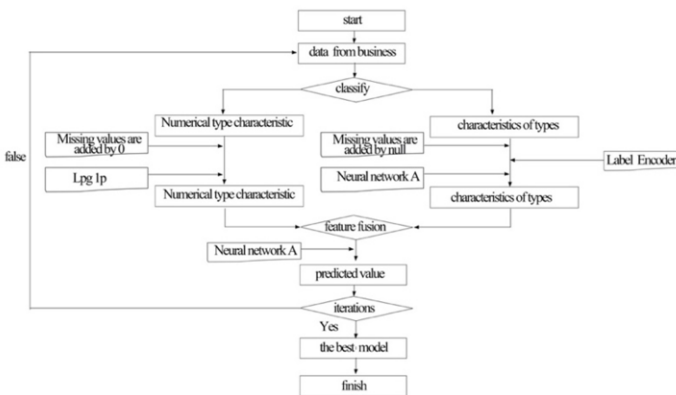 start
data from business
classify
Numerical type characteristic
characteristics of types
Missing values are
added by 0
Missing values are
added by null
false
Label Encoder
Lpg 1p
Neural network A
Numerical type characteristic
characteristics of types
feature fusion
Neural network A
predicted value
iterations
Yes
the best model
finish